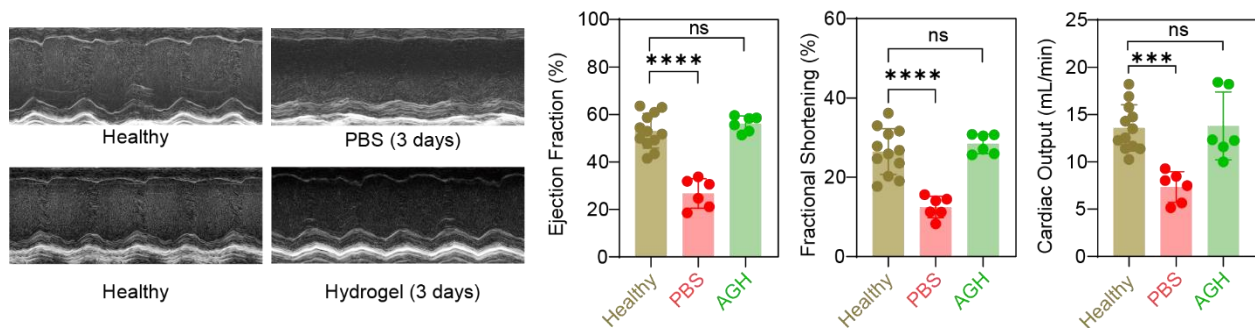 Healthy
PBS (3 days)
Healthy
Hydrogel (3 days)
Ejection Fraction (%)
100
80
60
40
20
0
ns
****
Healthy
PBS
AGH
Fractional Shortening (%)
60
40
20
0
ns
****
Healthy
PBS
AGH
Cardiac Output (mL/min)
25
20
15
10
5
0
ns
***
Healthy
PBS
AGH